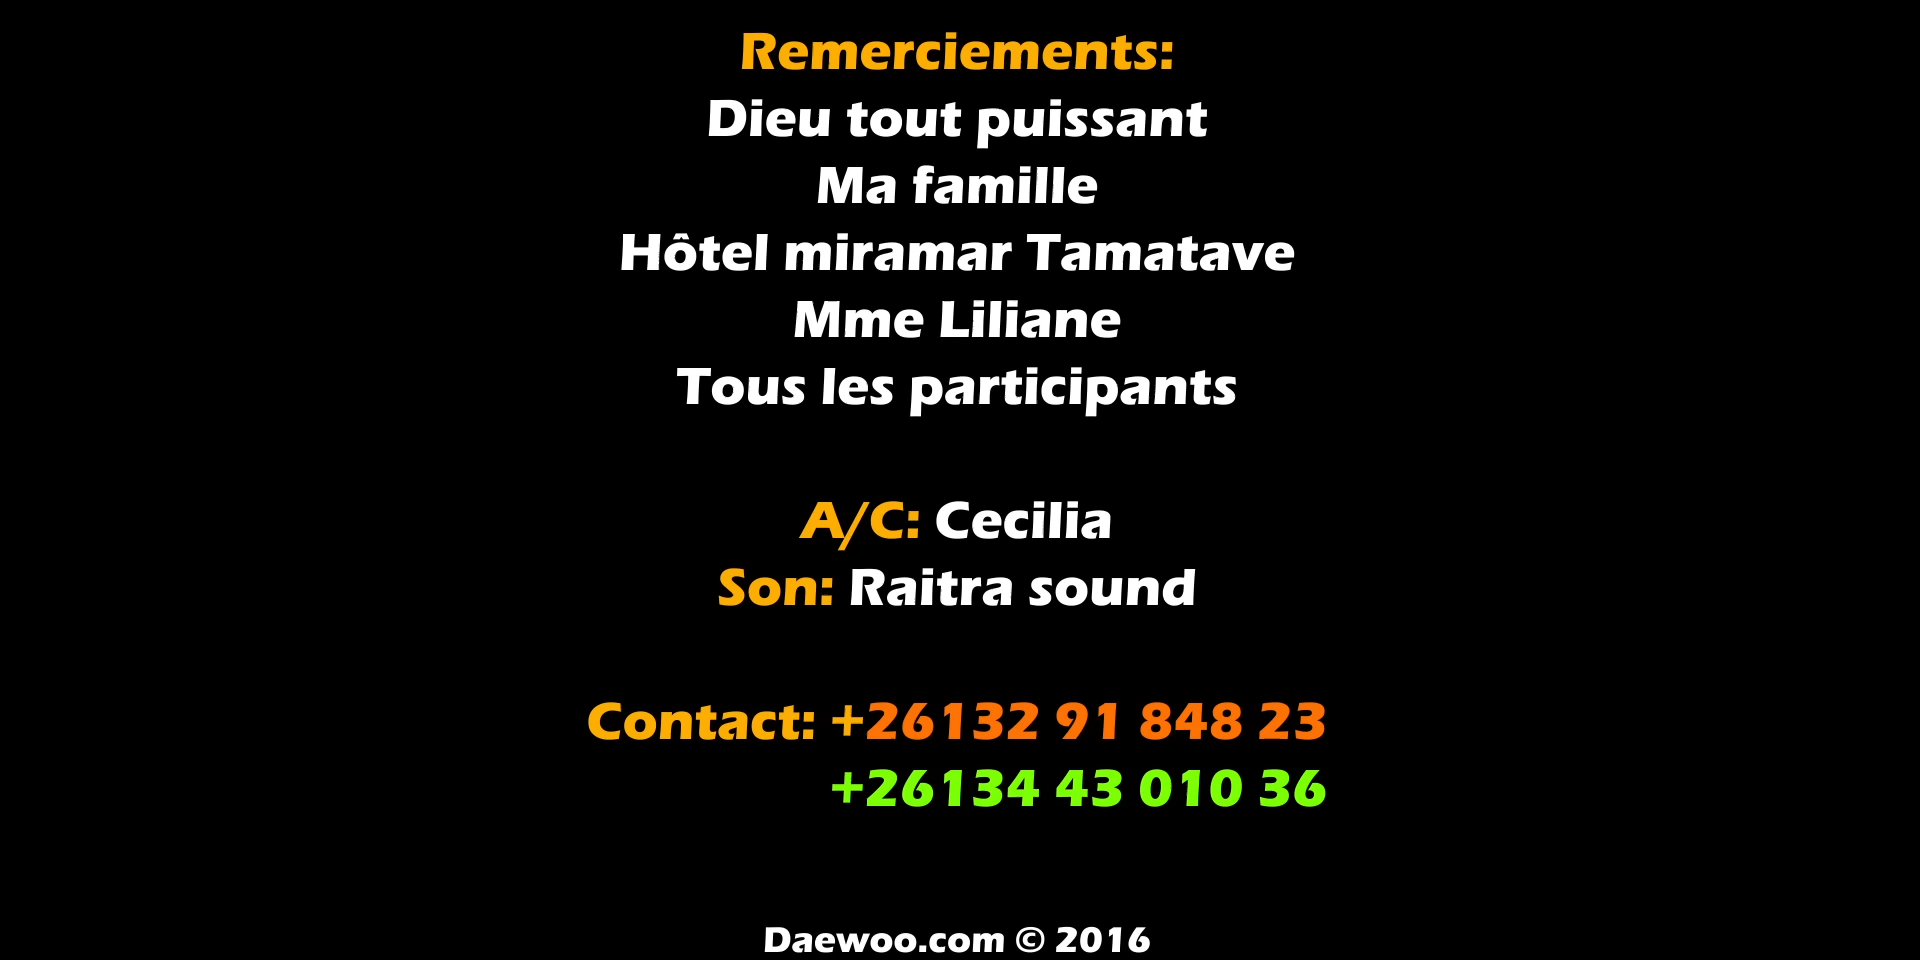 Remerciements:
Dieu tout puissant
Ma famille
Hôtel miramar Tamatave
Mme Liliane
Tous les participants
A/C: Cecilia
Son: Raitra sound
Contact: +26132 91 848 23
+26134 43 010 36
Daewoo.com © 2016